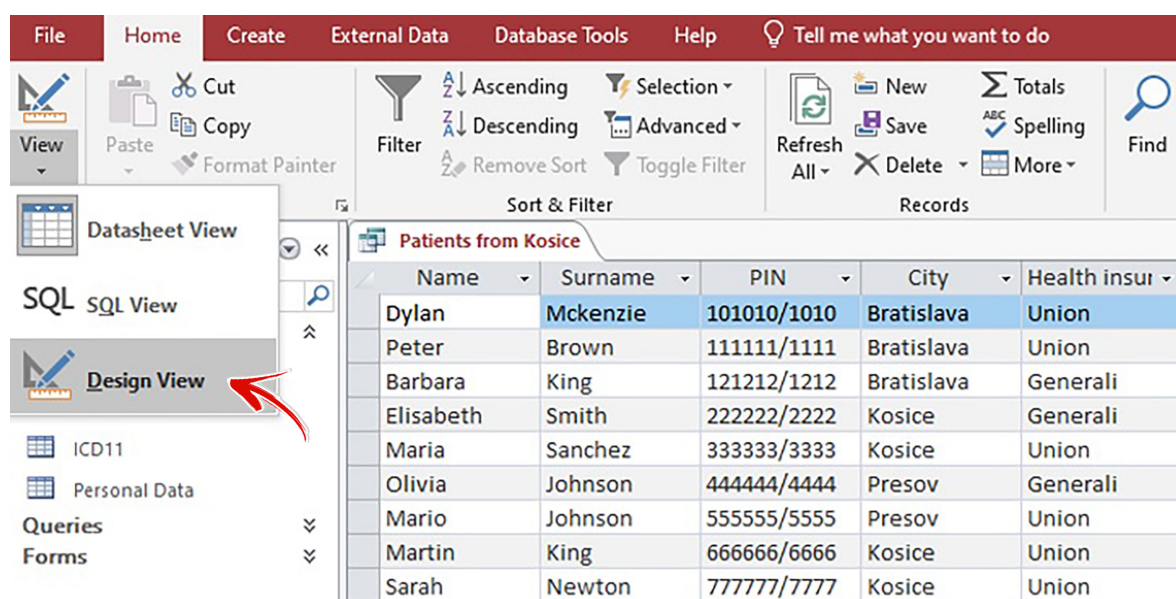 File Home Create External Data Database Tools Help Tell me what you want to do
View
Paste
Cut
Copy
Format Painter
Filter
Ascending
Descending
Remove Sort
Selection
Advanced
Toggle Filter
Sort & Filter
Refresh
All
New
Save
Delete
Totals
ABC
Spelling
More
Records
Find
Datasheet View
SQL SQL View
Design View
ICD11
Personal Data
Queries
Forms
Patients from Kosice
Name Surname PIN City Health insur
Dylan Mckenzie 101010/1010 Bratislava Union
Peter Brown 111111/1111 Bratislava Union
Barbara King 121212/1212 Bratislava Generali
Elisabeth Smith 222222/2222 Kosice Generali
Maria Sanchez 333333/3333 Kosice Union
Olivia Johnson 444444/4444 Presov Generali
Mario Johnson 555555/5555 Presov Union
Martin King 666666/6666 Kosice Union
Sarah Newton 777777/7777 Kosice Union